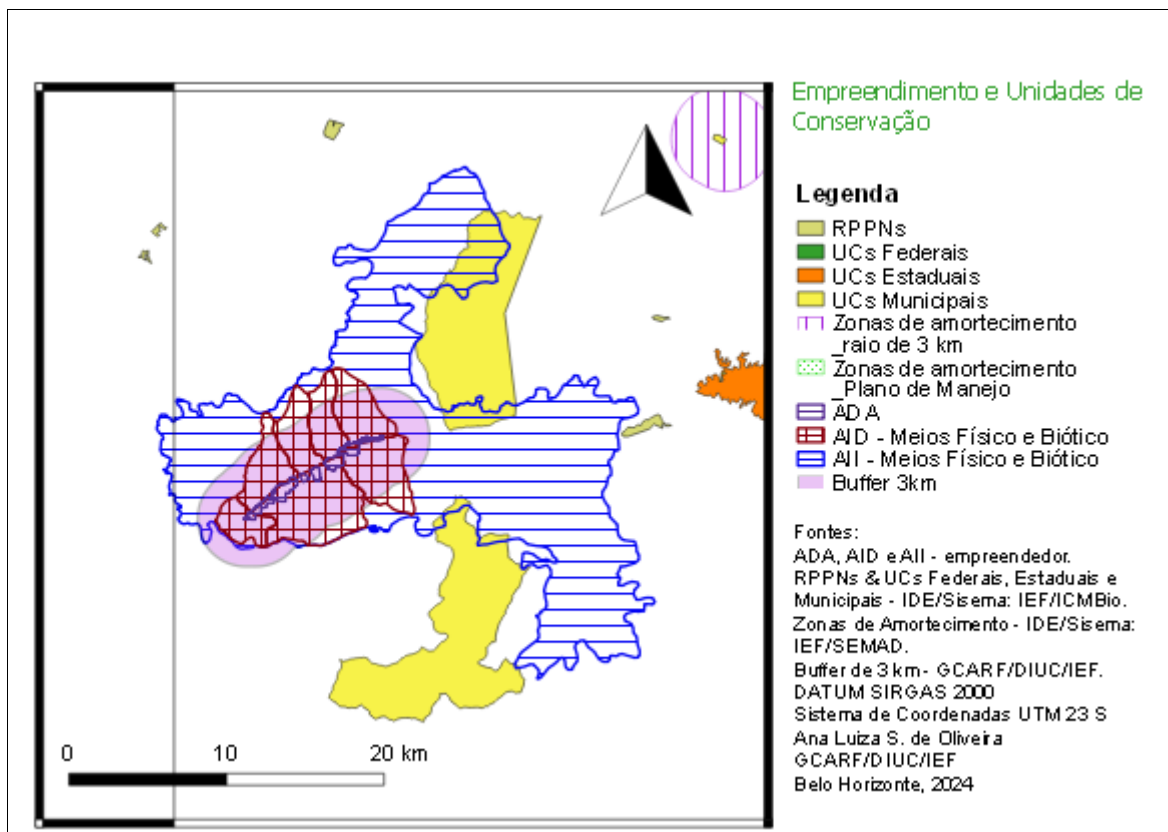 Empreendimento e Unidades de
Conservação
Legenda
RPPNs
UCs Federais
UCs Estaduais
UCs Municipais
Zonas de amortecimento
_raio de 3 km
Zonas de amortecimento
_Plano de Manejo
ADA
AID - Meios Físico e Biótico
AII - Meios Físico e Biótico
Buffer 3km
Fontes:
ADA, AID e AII - empreendedor.
RPPNs & UCs Federais, Estaduais e
Municipais - IDE/Sisema: IEF/ICMBio.
Zonas de Amortecimento - IDE/Sisema:
IEF/SEMAD.
Buffer de 3 km- GCARF/DIUC/IEF.
DATUM SIRGAS 2000
Sistema de Coordenadas UTM 23 S
Ana Luiza S. de Oliveira
GCARF/DIUC/IEF
Belo Horizonte, 2024
0 10 20 km